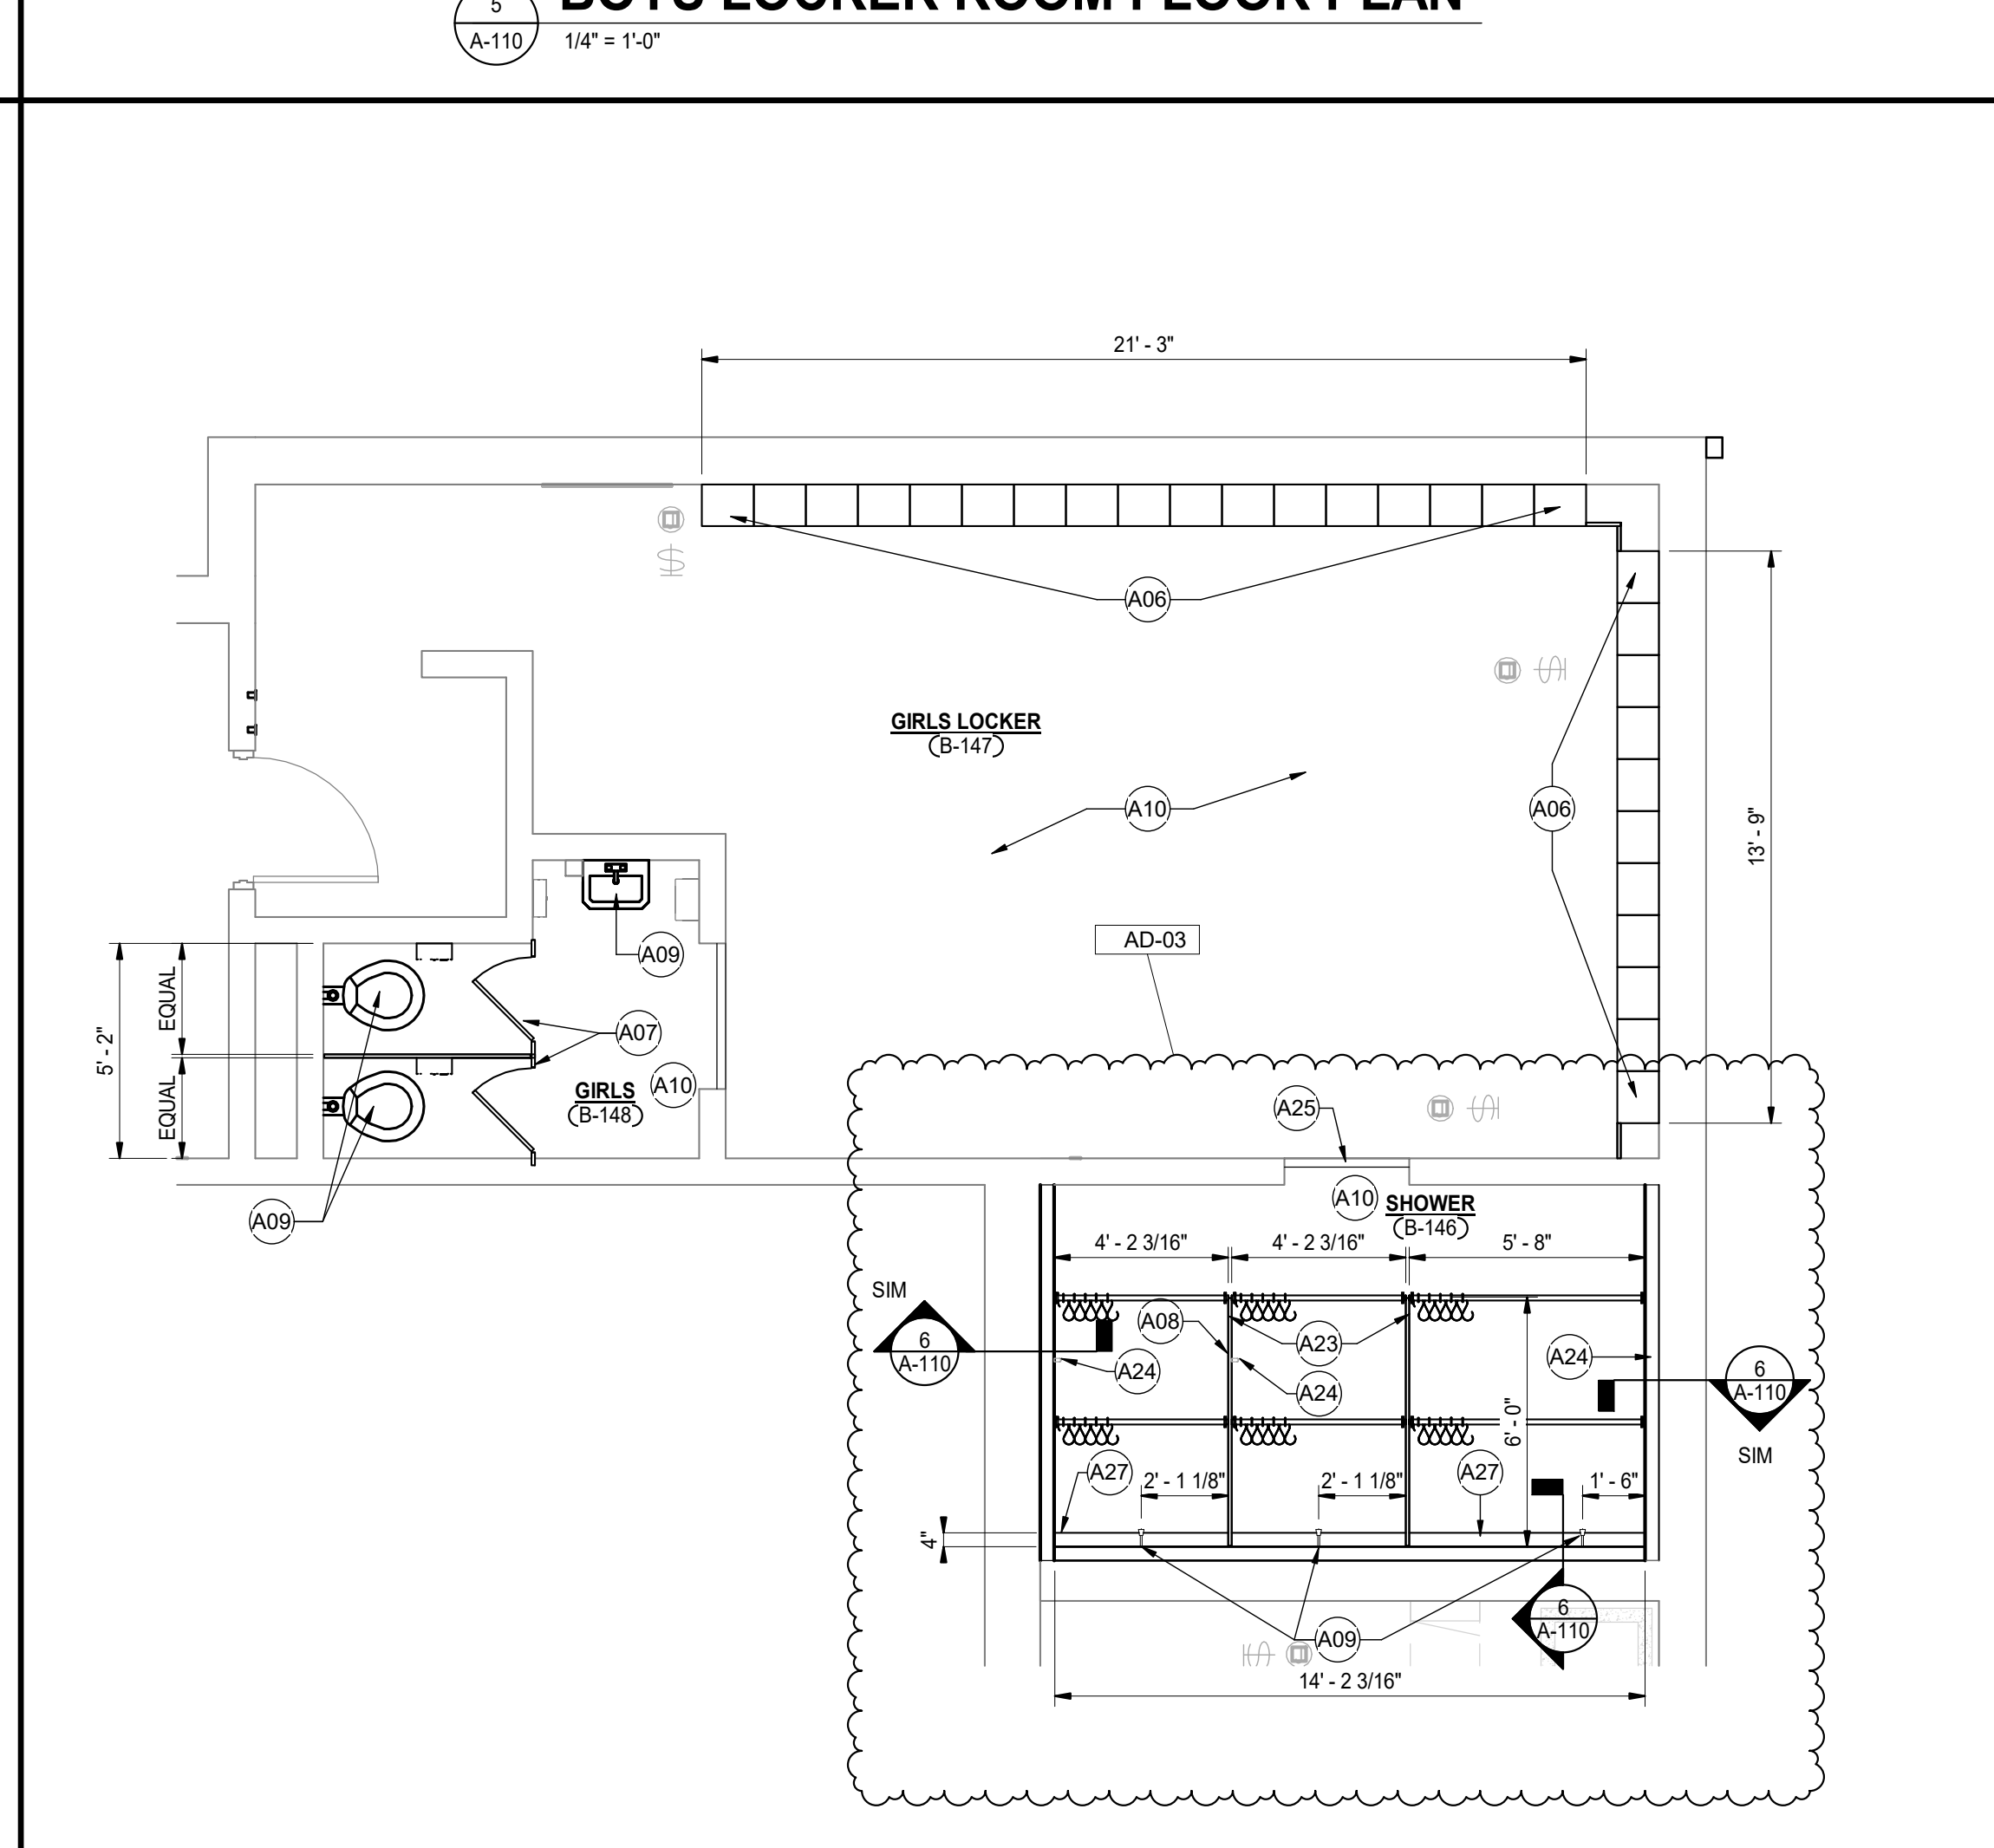 5
BOYS LOCKER ROOM FLOOR PLAN
A-110
1/4" = 1'-0"
21' - 3"
A06
GIRLS LOCKER
(B-147)
A10
A06
13' - 9"
AD-03
A09
5' - 2"
EQUAL
EQUAL
A07
GIRLS
(B-148)
A10
A09
A25
A10
SHOWER
(B-146)
4' - 2 3/16"
4' - 2 3/16"
5' - 8"
SIM
6
A-110
A08
A23
A24
A24
A24
6
A-110
SIM
6' - 0"
A27
2' - 1 1/8"
2' - 1 1/8"
A27
1' - 6"
4"
6
A-110
A09
14' - 2 3/16"